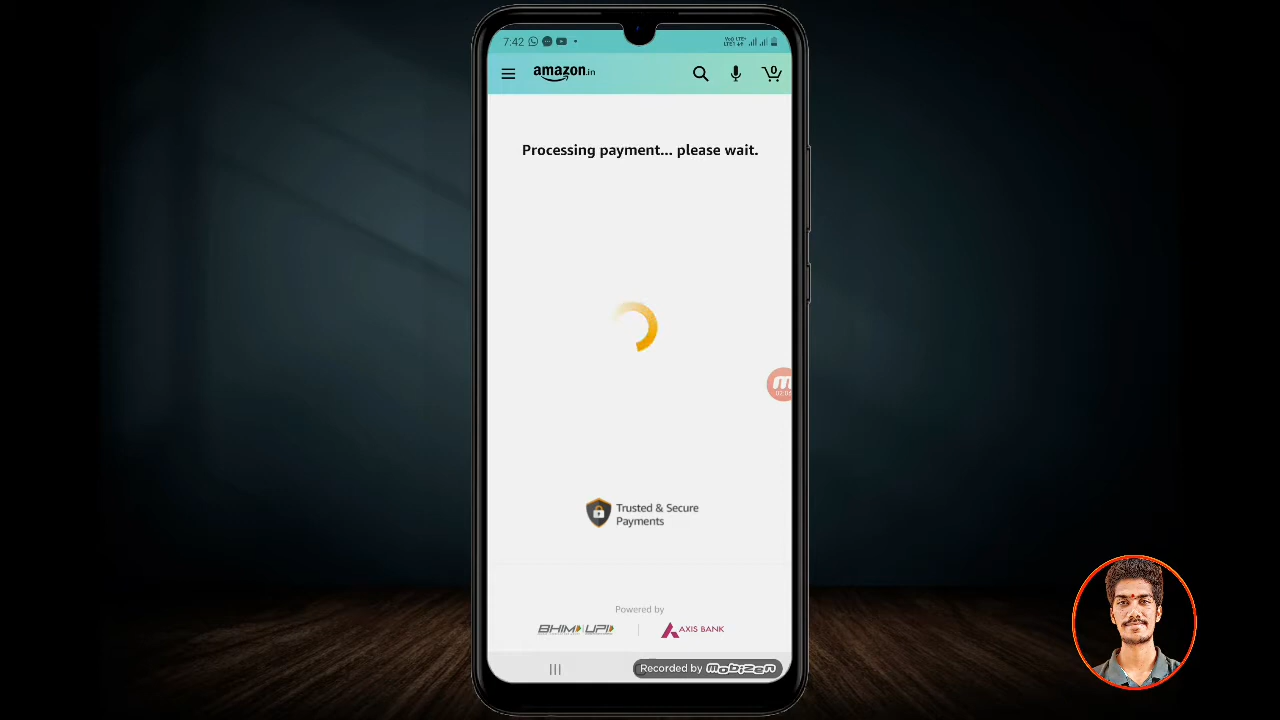 7:42
amazon.in
0
Processing payment... please wait.
Trusted & Secure
Payments
Powered by
BHIM UPI
AXIS BANK
Recorded by mobizen